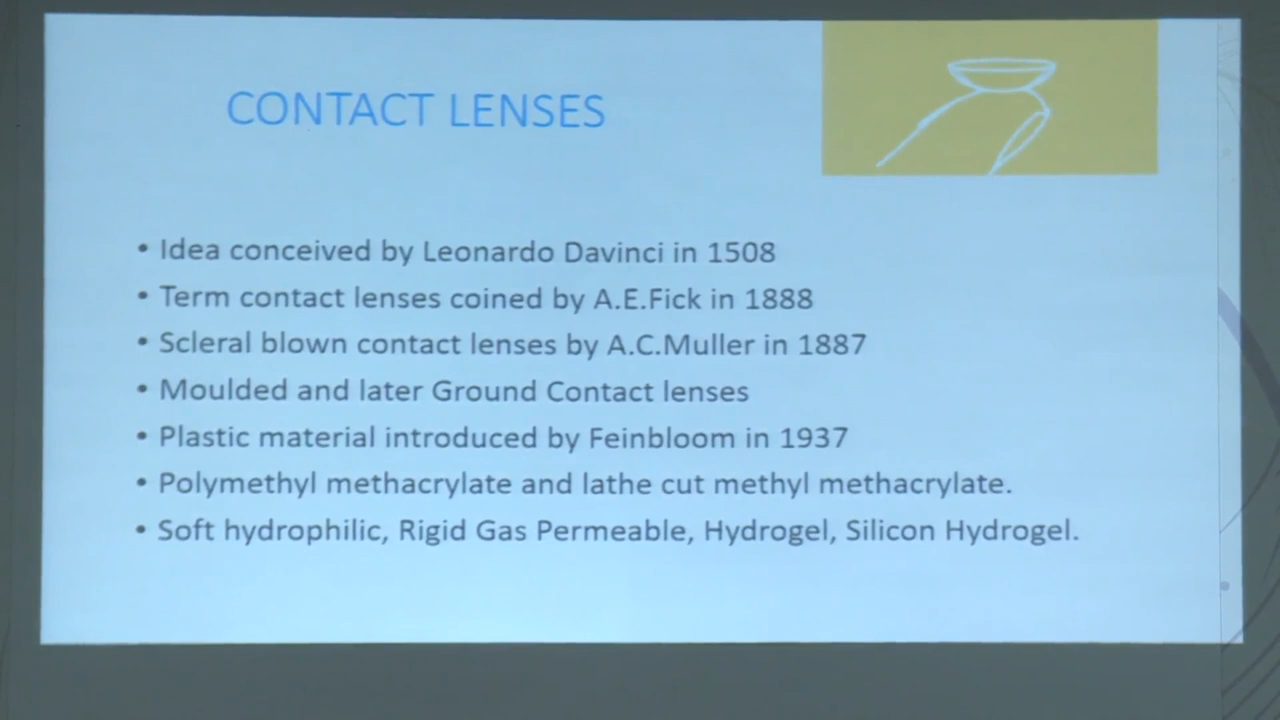 CONTACT LENSES
• Idea conceived by Leonardo Davinci in 1508
• Term contact lenses coined by A.E.Fick in 1888
• Scleral blown contact lenses by A.C.Muller in 1887
• Moulded and later Ground Contact lenses
• Plastic material introduced by Feinbloom in 1937
• Polymethyl methacrylate and lathe cut methyl methacrylate.
• Soft hydrophilic, Rigid Gas Permeable, Hydrogel, Silicon Hydrogel.